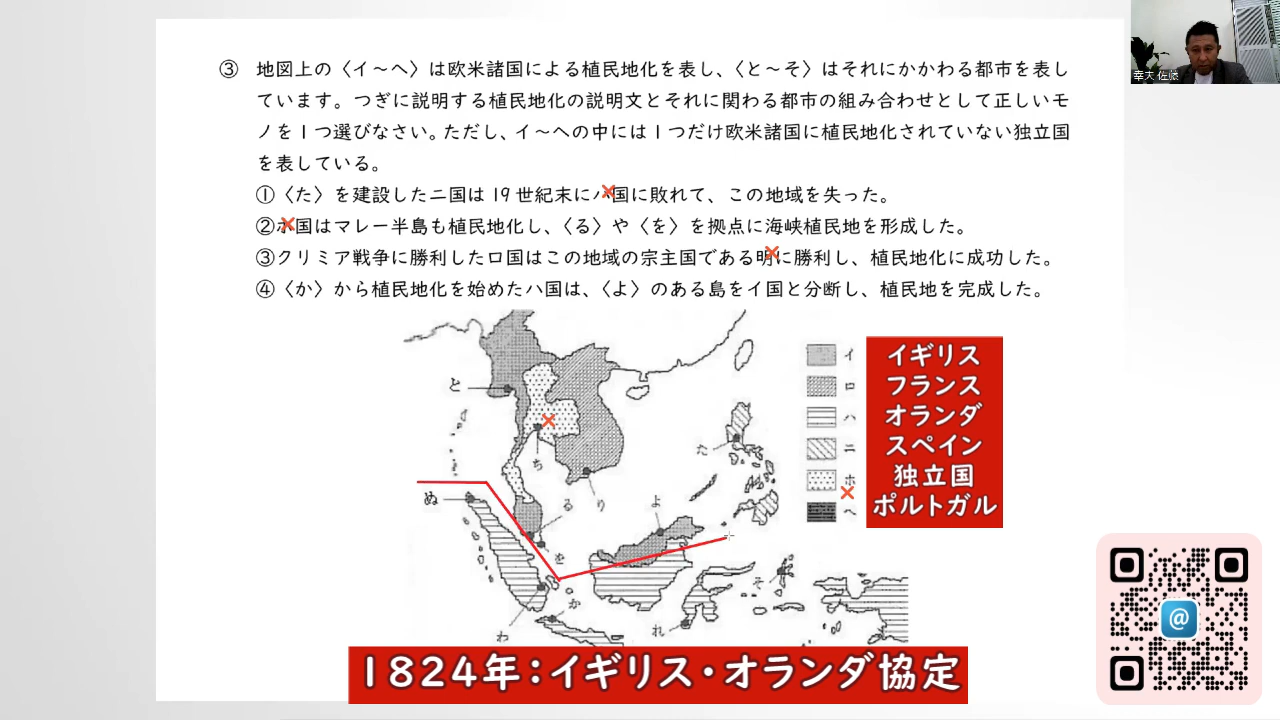 ③ 地図上の〈イ～ヘ〉は欧米諸国による植民地化を表し、〈と～そ〉はそれにかかわる都市を表し
ています。つぎに説明する植民地化の説明文とそれに関わる都市の組み合わせとして正しいモ
ノを1つ選びなさい。ただし、イ～ヘの中には1つだけ欧米諸国に植民地化されていない独立国
を表している。
①〈た〉を建設したニ国は19世紀末にハ国に敗れて、この地域を失った。
②ホ国はマレー半島も植民地化し、〈る〉や〈を〉を拠点に海峡植民地を形成した。
③クリミア戦争に勝利したロ国はこの地域の宗主国である明に勝利し、植民地化に成功した。
④〈か〉から植民地化を始めたハ国は、〈よ〉のある島をイ国と分断し、植民地を完成した。
と
ち
り
る
ぬ
を
わ
か
よ
た
れ
そ
イ イギリス
ロ フランス
ハ オランダ
ニ スペイン
ホ 独立国
ヘ ポルトガル
1824年：イギリス・オランダ協定
幸夫 佐藤
@